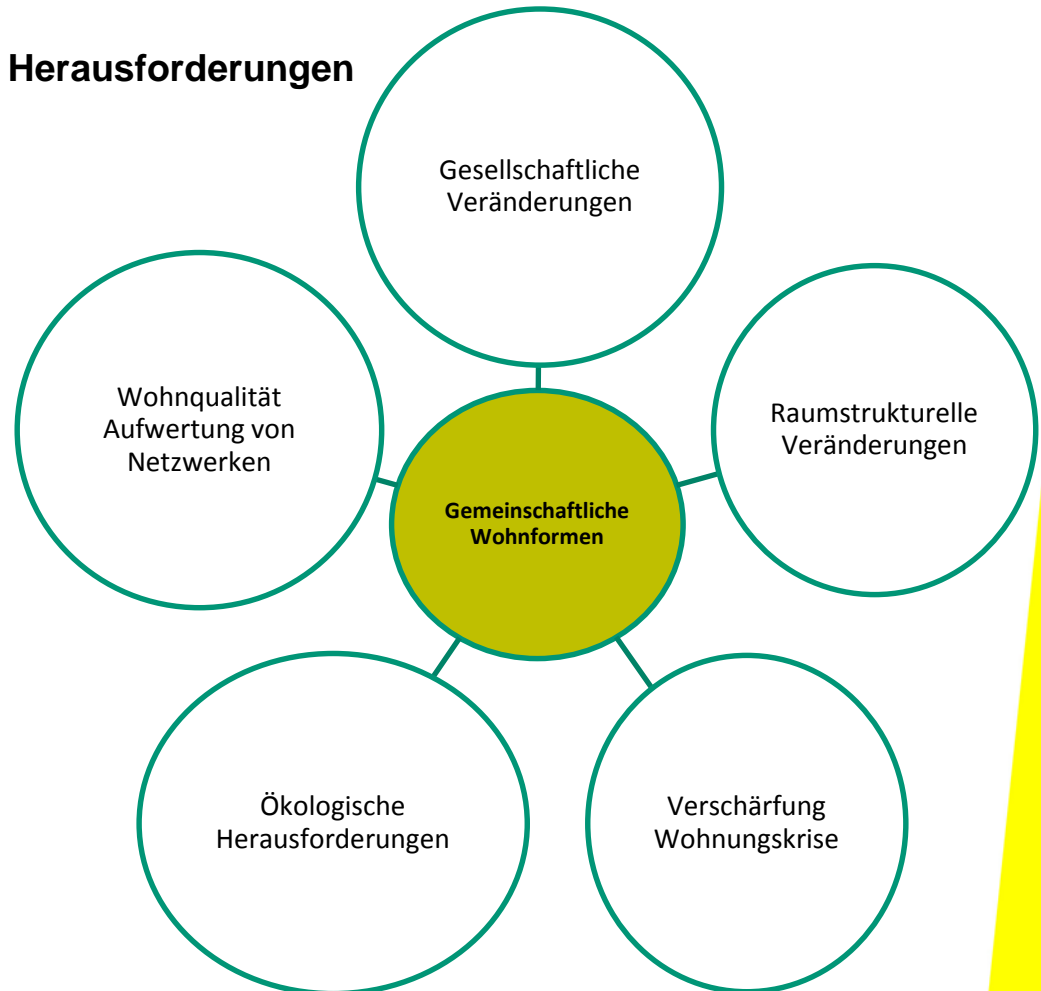 Herausforderungen
Gesellschaftliche
Veränderungen
Wohnqualität
Aufwertung von
Netzwerken
Raumstrukturelle
Veränderungen
Gemeinschaftliche
Wohnformen
Ökologische
Herausforderungen
Verschärfung
Wohnungskrise